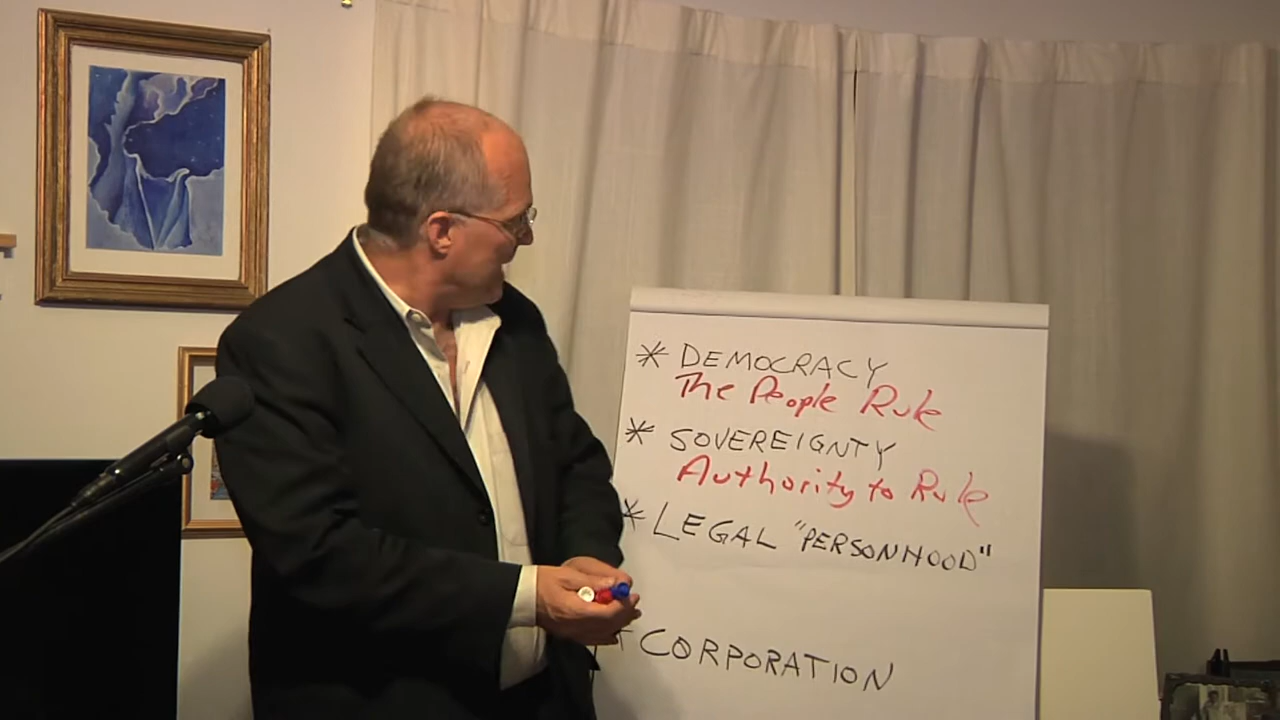 * DEMOCRACY
The People Rule
* SOVEREIGNTY
Authority to Rule
* LEGAL "PERSONHOOD"
* CORPORATION